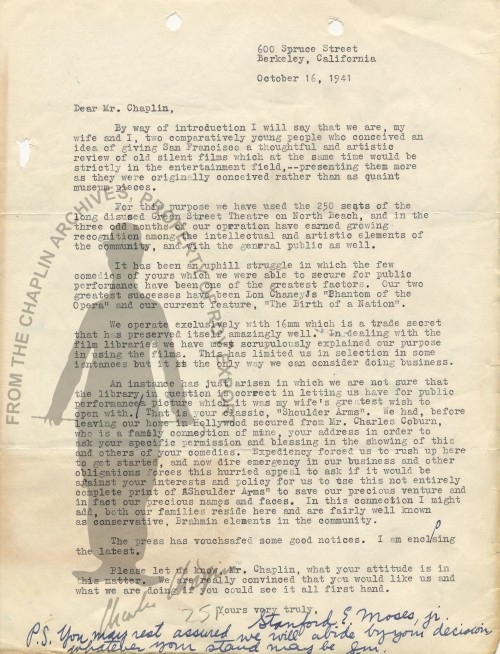 600 Spruce Street
Berkeley, California
October 16, 1941
Dear Mr. Chaplin,
By way of introduction I will say that we are, my
wife and I, two comparatively young people who conceived an
idea of giving San Francisco a thoughtful and artistic
review of old silent films which at the same time would be
strictly in the entertainment field,--presenting them more
as they were originally conceived rather than as quaint
museum pieces.
For this purpose we have used the 250 seats of the
long disused Green Street Theatre on North Beach, and in the
three odd months of our operation have earned growing
recognition among the intellectual and artistic elements of
the community, and with the general public as well.
It has been an uphill struggle in which the few
comedies of yours which we were able to secure for public
performance have been one of the greatest factors. Our two
greatest successes have been Lon Chaney's "Phantom of the
Opera" and our current feature, "The Birth of a Nation".
We operate exclusively with 16mm which is a trade secret
that has preserved itself amazingly well. In dealing with the
film libraries we have most scrupulously explained our purpose
in using the films. This has limited us in selection in some
instances but it is the only way we can consider doing business.
An instance has just arisen in which we are not sure that
the library in question is correct in letting us have for public
performance a picture which it was my wife's greatest wish to
open with. That is your classic, "Shoulder Arms". We had, before
leaving our home in Hollywood secured from Mr. Charles Coburn,
who is a family connection of mine, your address in order to
ask your specific permission and blessing in the showing of this
and others of your comedies. Expediency forced us to rush up here
to get started, and now dire emergency in our business and other
obligations forces this hurried appeal to ask if it would be
against your interests and policy for us to use this not entirely
complete print of "Shoulder Arms" to save our precious venture and
in fact our precious names and faces. In this connection I might
add, both our families reside here and are fairly well known
as conservative, Brahmin elements in the community.
The press has vouchsafed some good notices. I am enclosing
the latest.
Please let us know, Mr. Chaplin, what your attitude is in
this matter. We are really convinced that you would like us and
what we are doing if you could see it all first hand.
Yours very truly,
Stanford E. Moses, jr.
P.S. You may rest assured we will abide by your decision
whatever your stand may be.
Charlie Chaplin
25
FROM THE CHAPLIN ARCHIVES, PROPERTY OF ROY EXPORT